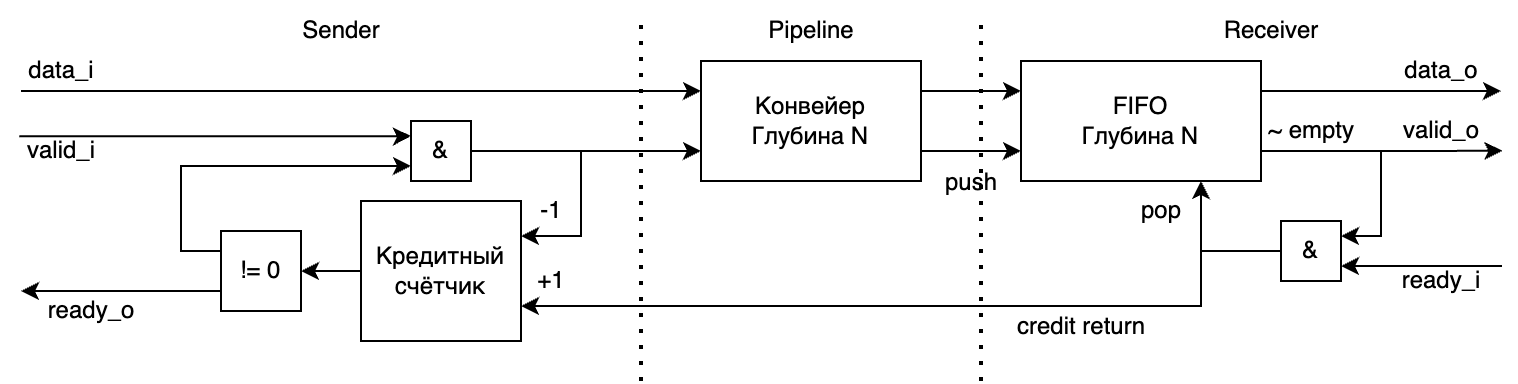 Sender
Pipeline
Receiver
data_i
data_o
Конвейер
Глубина N
FIFO
Глубина N
~ empty
valid_o
valid_i
&
push
-1
pop
Кредитный
счётчик
!= 0
&
+1
ready_i
ready_o
credit return